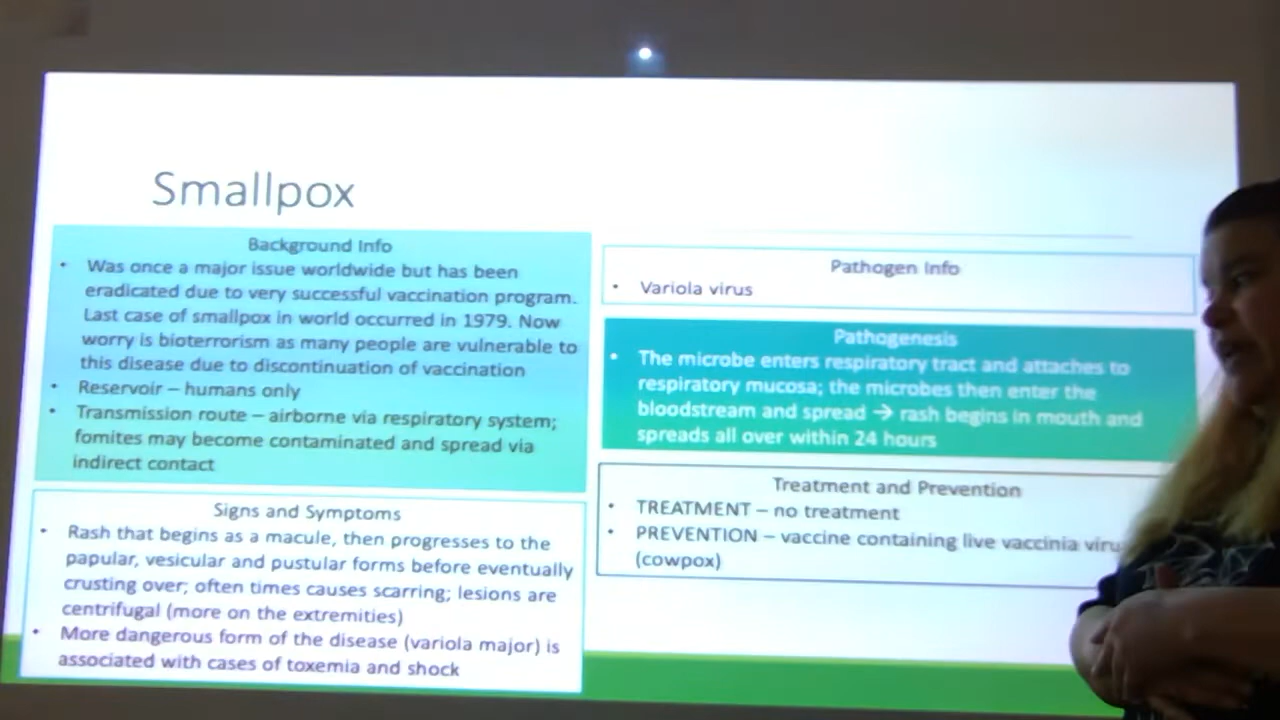 Smallpox
Background Info
• Was once a major issue worldwide but has been
eradicated due to very successful vaccination program.
Last case of smallpox in world occurred in 1979. Now
worry is bioterrorism as many people are vulnerable to
this disease due to discontinuation of vaccination
• Reservoir – humans only
• Transmission route – airborne via respiratory system;
fomites may become contaminated and spread via
indirect contact
Signs and Symptoms
• Rash that begins as a macule, then progresses to the
papular, vesicular and pustular forms before eventually
crusting over; often times causes scarring; lesions are
centrifugal (more on the extremities)
• More dangerous form of the disease (variola major) is
associated with cases of toxemia and shock
Pathogen Info
• Variola virus
Pathogenesis
• The microbe enters respiratory tract and attaches to
respiratory mucosa; the microbes then enter the
bloodstream and spread → rash begins in mouth and
spreads all over within 24 hours
Treatment and Prevention
• TREATMENT – no treatment
• PREVENTION – vaccine containing live vaccinia viru
(cowpox)